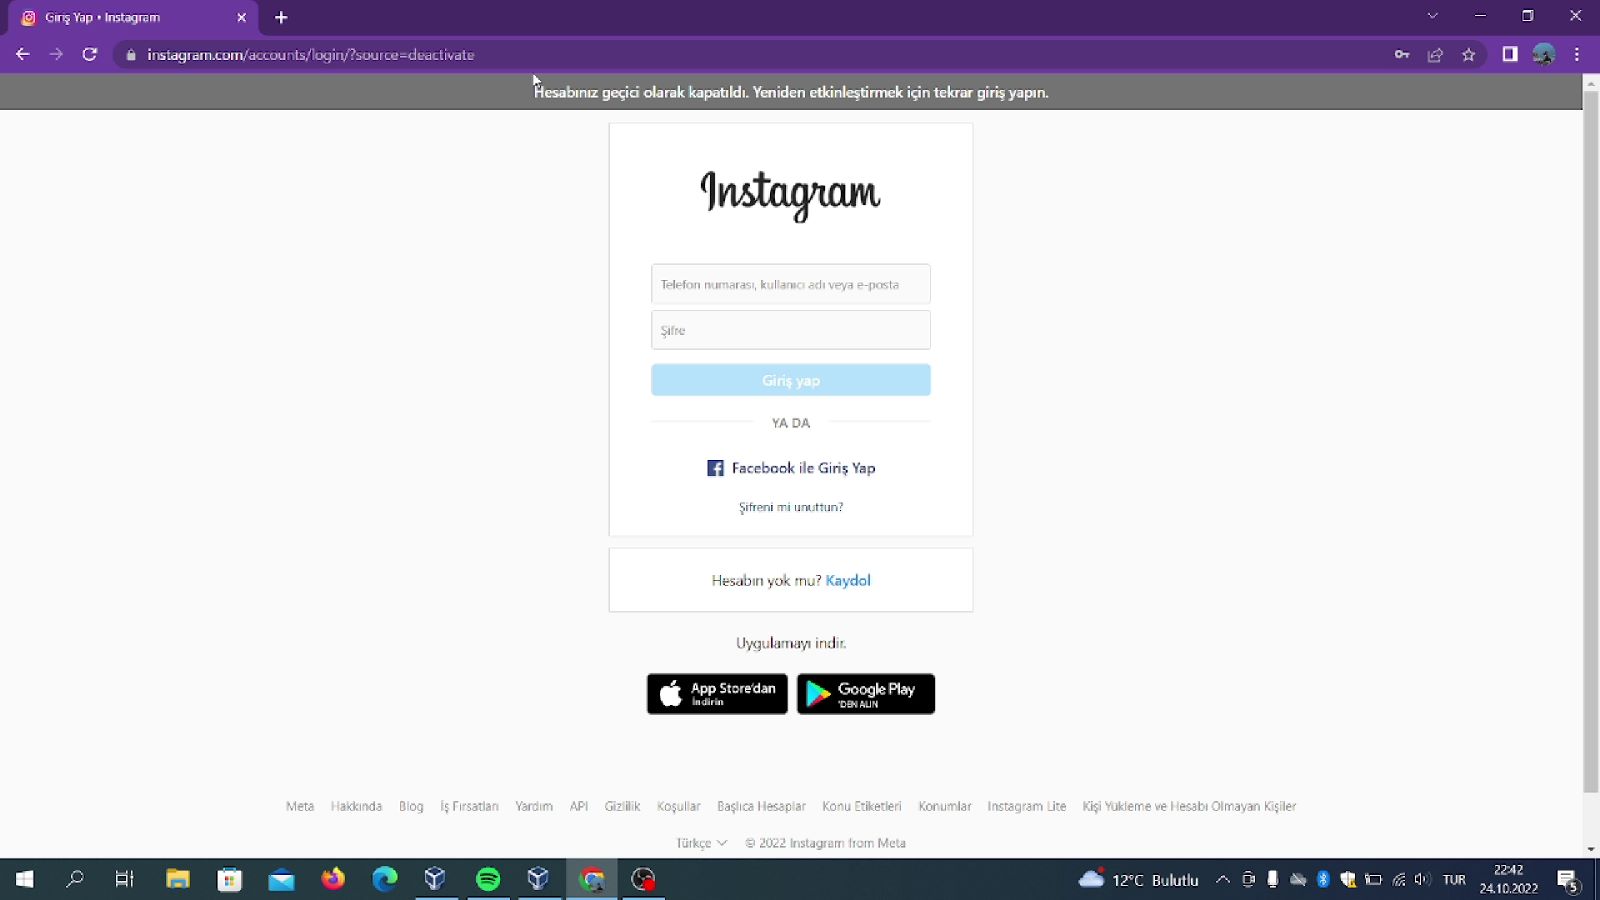 Giriş Yap • Instagram
instagram.com/accounts/login/?source=deactivate
Hesabınız geçici olarak kapatıldı. Yeniden etkinleştirmek için tekrar giriş yapın.
Instagram
Telefon numarası, kullanıcı adı veya e-posta
Şifre
Giriş yap
YA DA
Facebook ile Giriş Yap
Şifreni mi unuttun?
Hesabın yok mu? Kaydol
Uygulamayı indir.
App Store'dan
İndirin
Google Play
'DEN ALIN
Meta Hakkında Blog İş Fırsatları Yardım API Gizlilik Koşullar Başlıca Hesaplar Konu Etiketleri Konumlar Instagram Lite Kişi Yükleme ve Hesabı Olmayan Kişiler
Türkçe © 2022 Instagram from Meta
12°C Bulutlu
TUR
22:42
24.10.2022
5